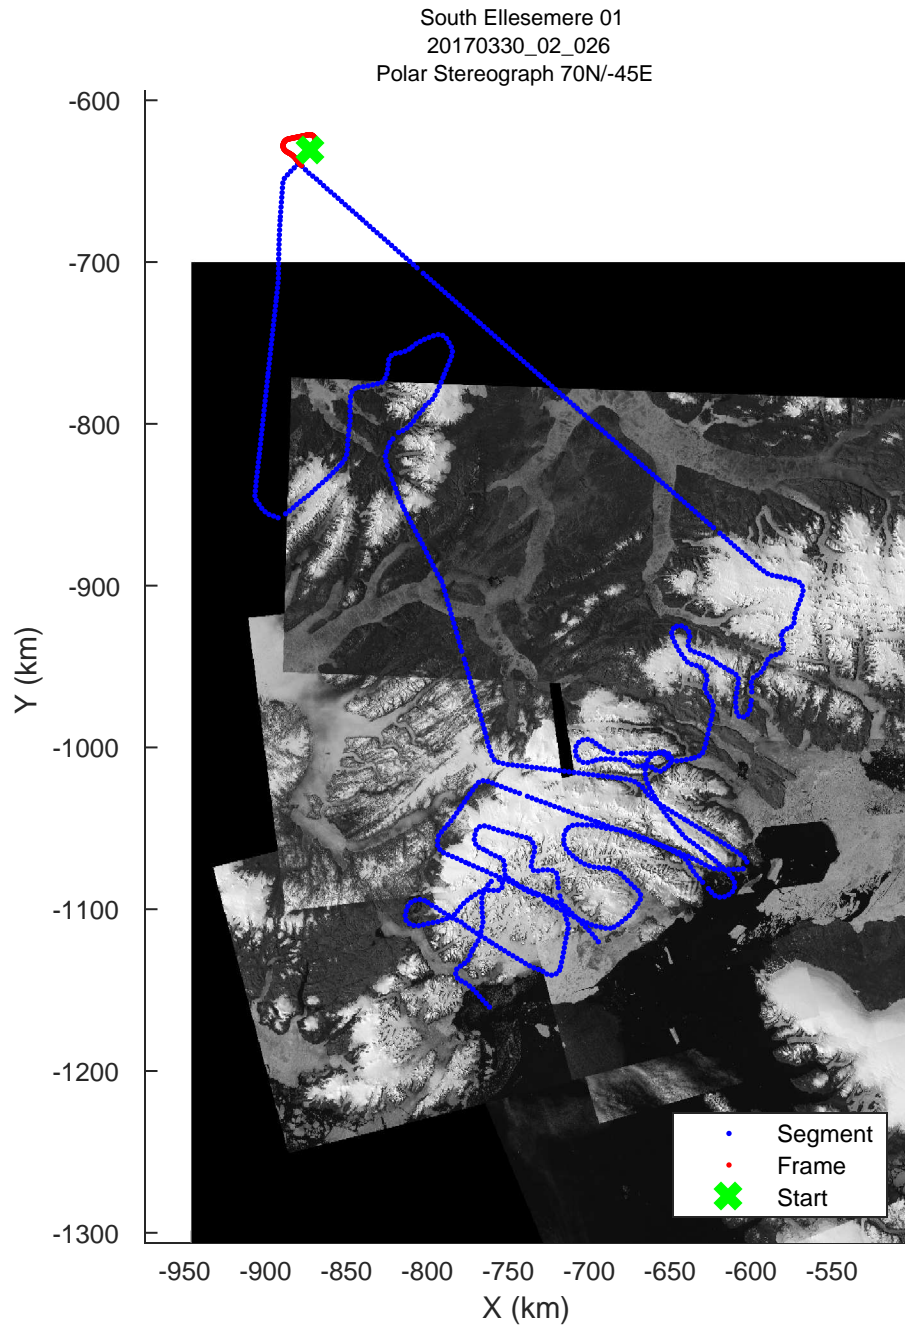 South Ellesemere 01
20170330_02_026
Polar Stereograph 70N/-45E
-600
-700
-800
-900
-1000
-1100
-1200
-1300
Y (km)
Segment
Frame
Start
-950 -900 -850 -800 -750 -700 -650 -600 -550
X (km)